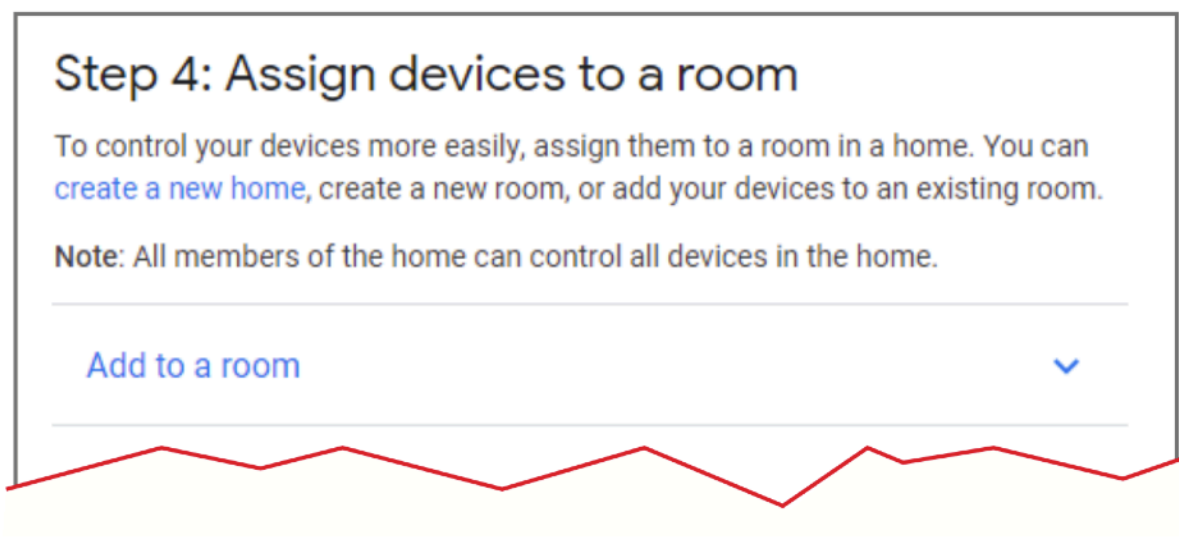 Step 4: Assign devices to a room
To control your devices more easily, assign them to a room in a home. You can
create a new home, create a new room, or add your devices to an existing room.
Note: All members of the home can control all devices in the home.
Add to a room